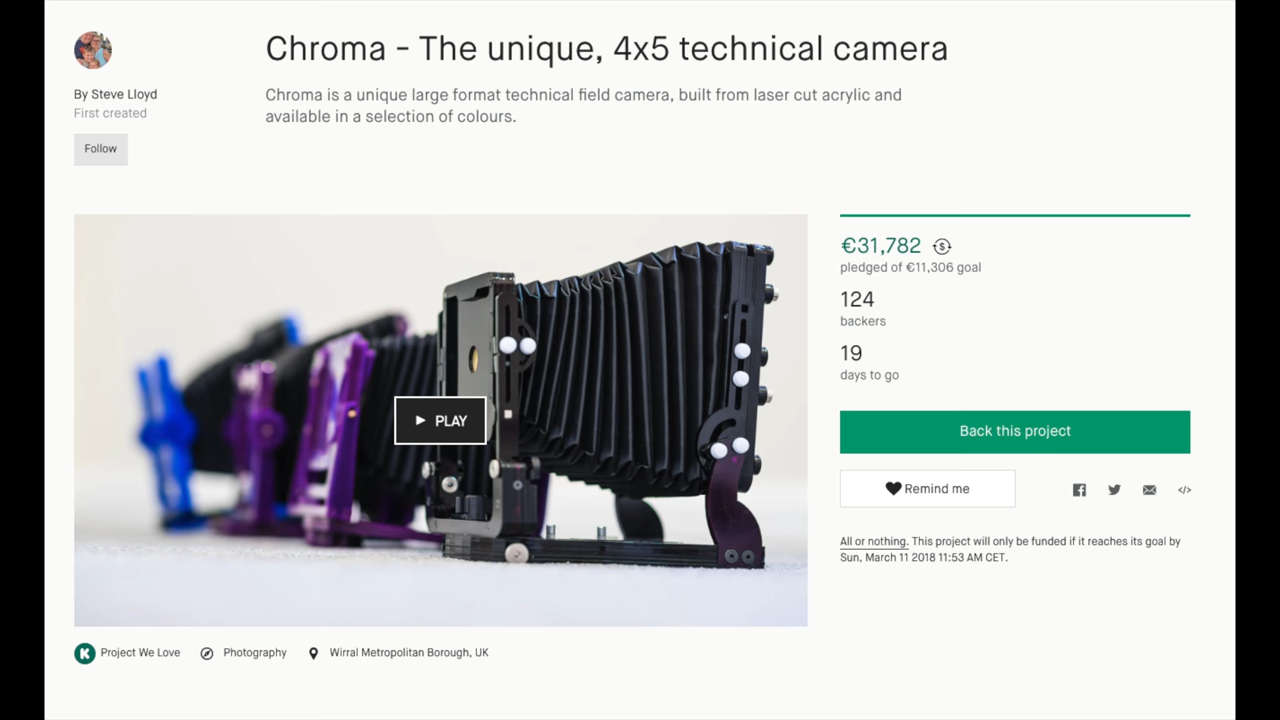 Chroma - The unique, 4x5 technical camera
Chroma is a unique large format technical field camera, built from laser cut acrylic and
available in a selection of colours.
By Steve Lloyd
First created
Follow
PLAY
€31,782
pledged of €11,306 goal
124
backers
19
days to go
Back this project
Remind me
All or nothing. This project will only be funded if it reaches its goal by
Sun, March 11 2018 11:53 AM CET.
Project We Love
Photography
Wirral Metropolitan Borough, UK